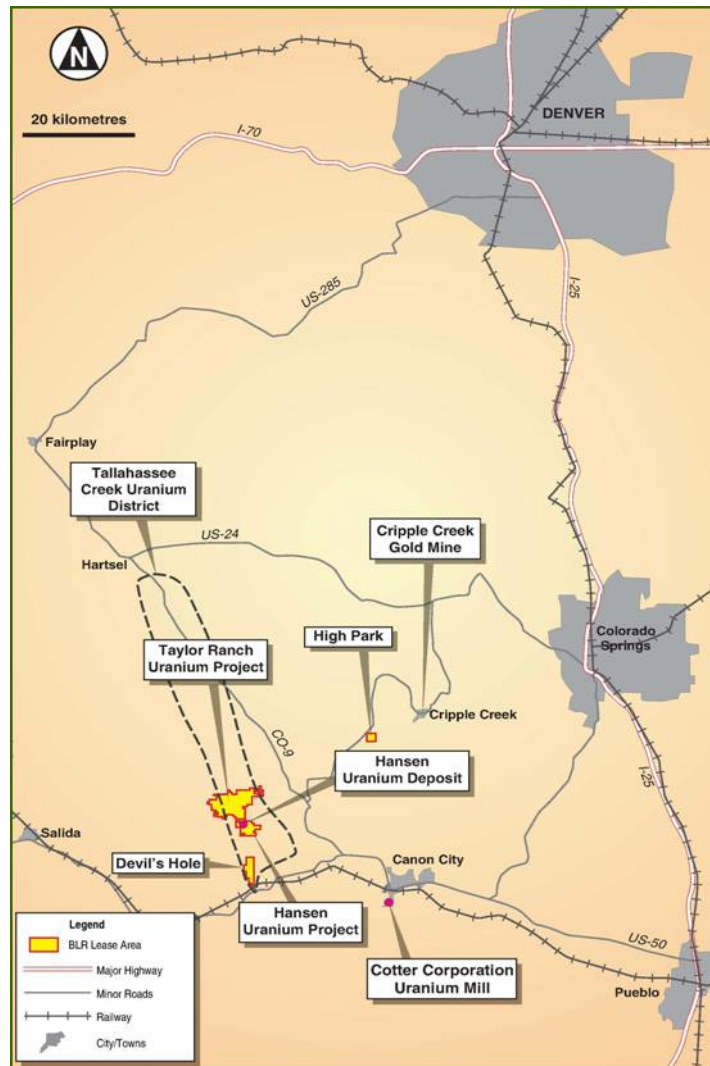 N
20 kilometres
DENVER
I-70
US-285
I-25
Fairplay
Tallahassee
Creek Uranium
District
US-24
Cripple Creek
Gold Mine
Hartsel
High Park
Colorado
Springs
Taylor Ranch
Uranium Project
Cripple Creek
CO-9
Hansen
Uranium Deposit
I-25
Salida
Devil's Hole
Canon City
Hansen
Uranium Project
Cotter Corporation
Uranium Mill
US-50
Pueblo
Legend
BLR Lease Area
Major Highway
Minor Roads
Railway
City/Towns